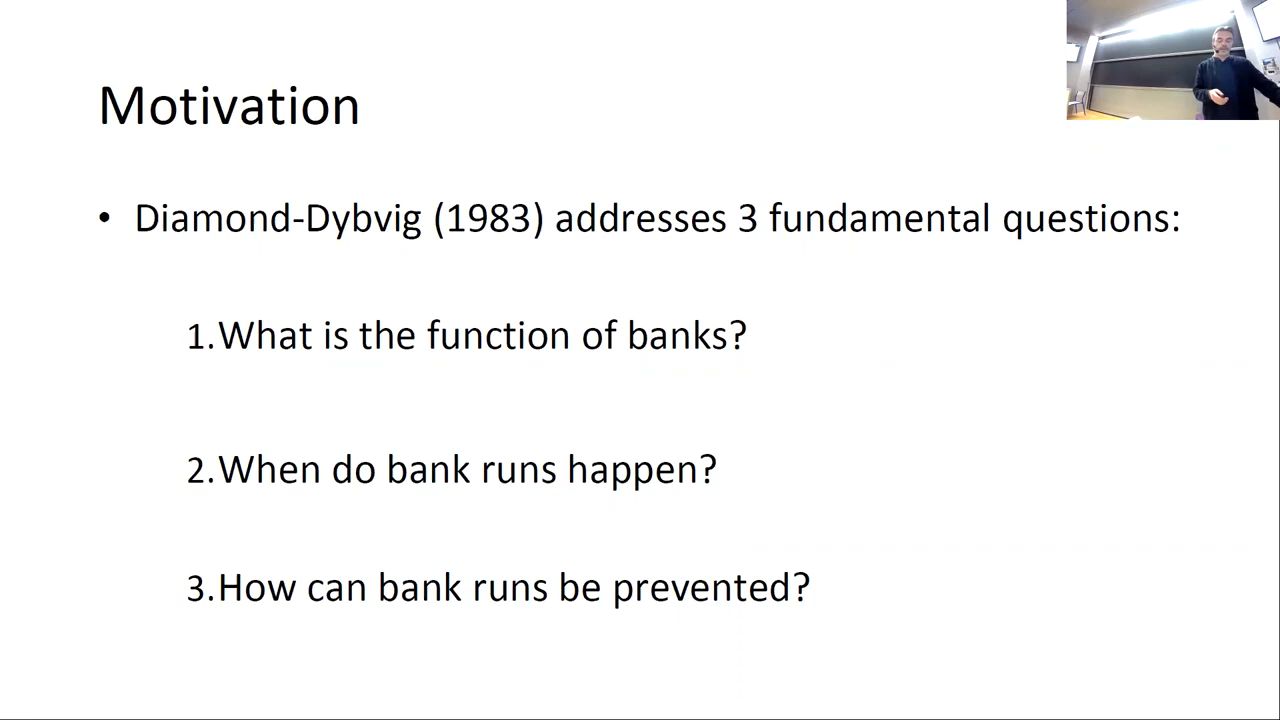 Motivation
• Diamond-Dybvig (1983) addresses 3 fundamental questions:
1.What is the function of banks?
2.When do bank runs happen?
3.How can bank runs be prevented?